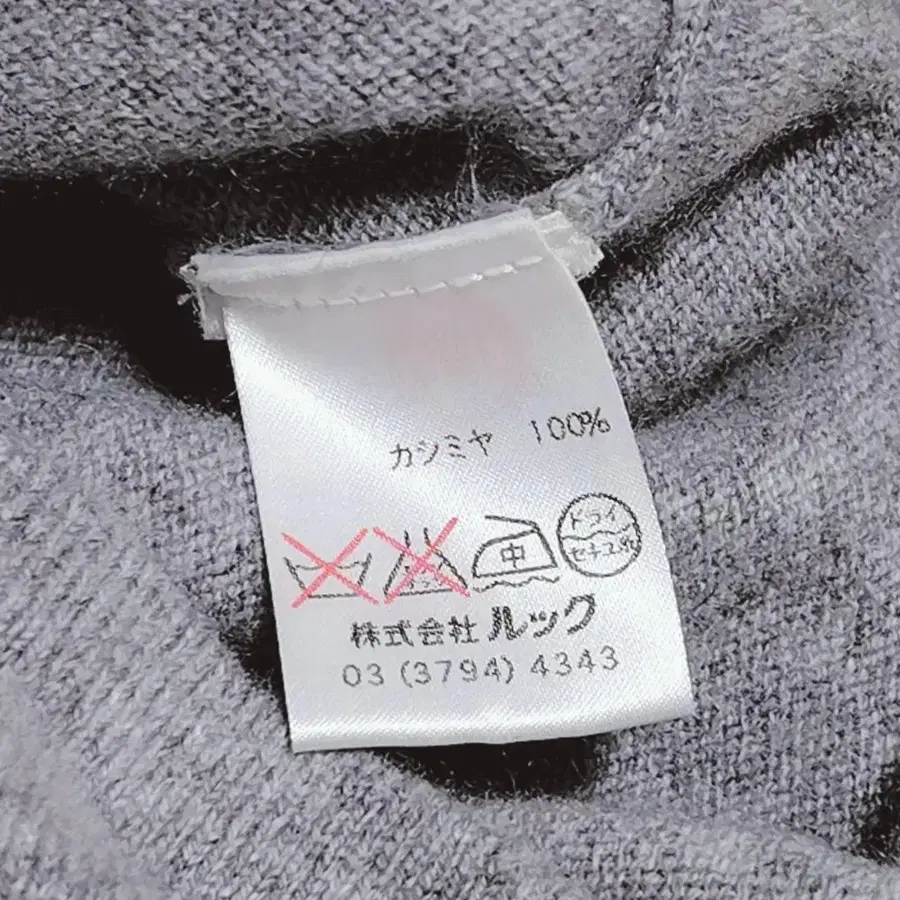 カシミヤ 100%
中 ドライ
セキユ系
株式会社 ルック
03 (3794) 4343